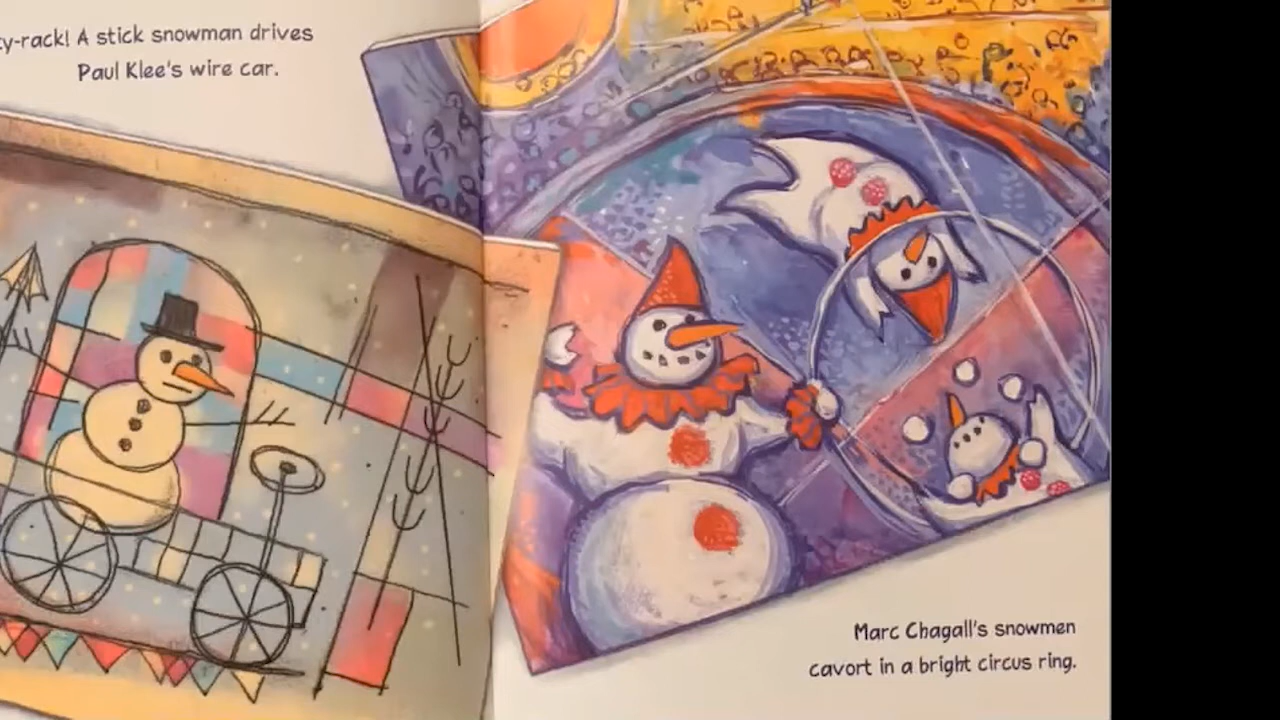 A stick snowman drives
Paul Klee's wire car.
Marc Chagall's snowmen
cavort in a bright circus ring.